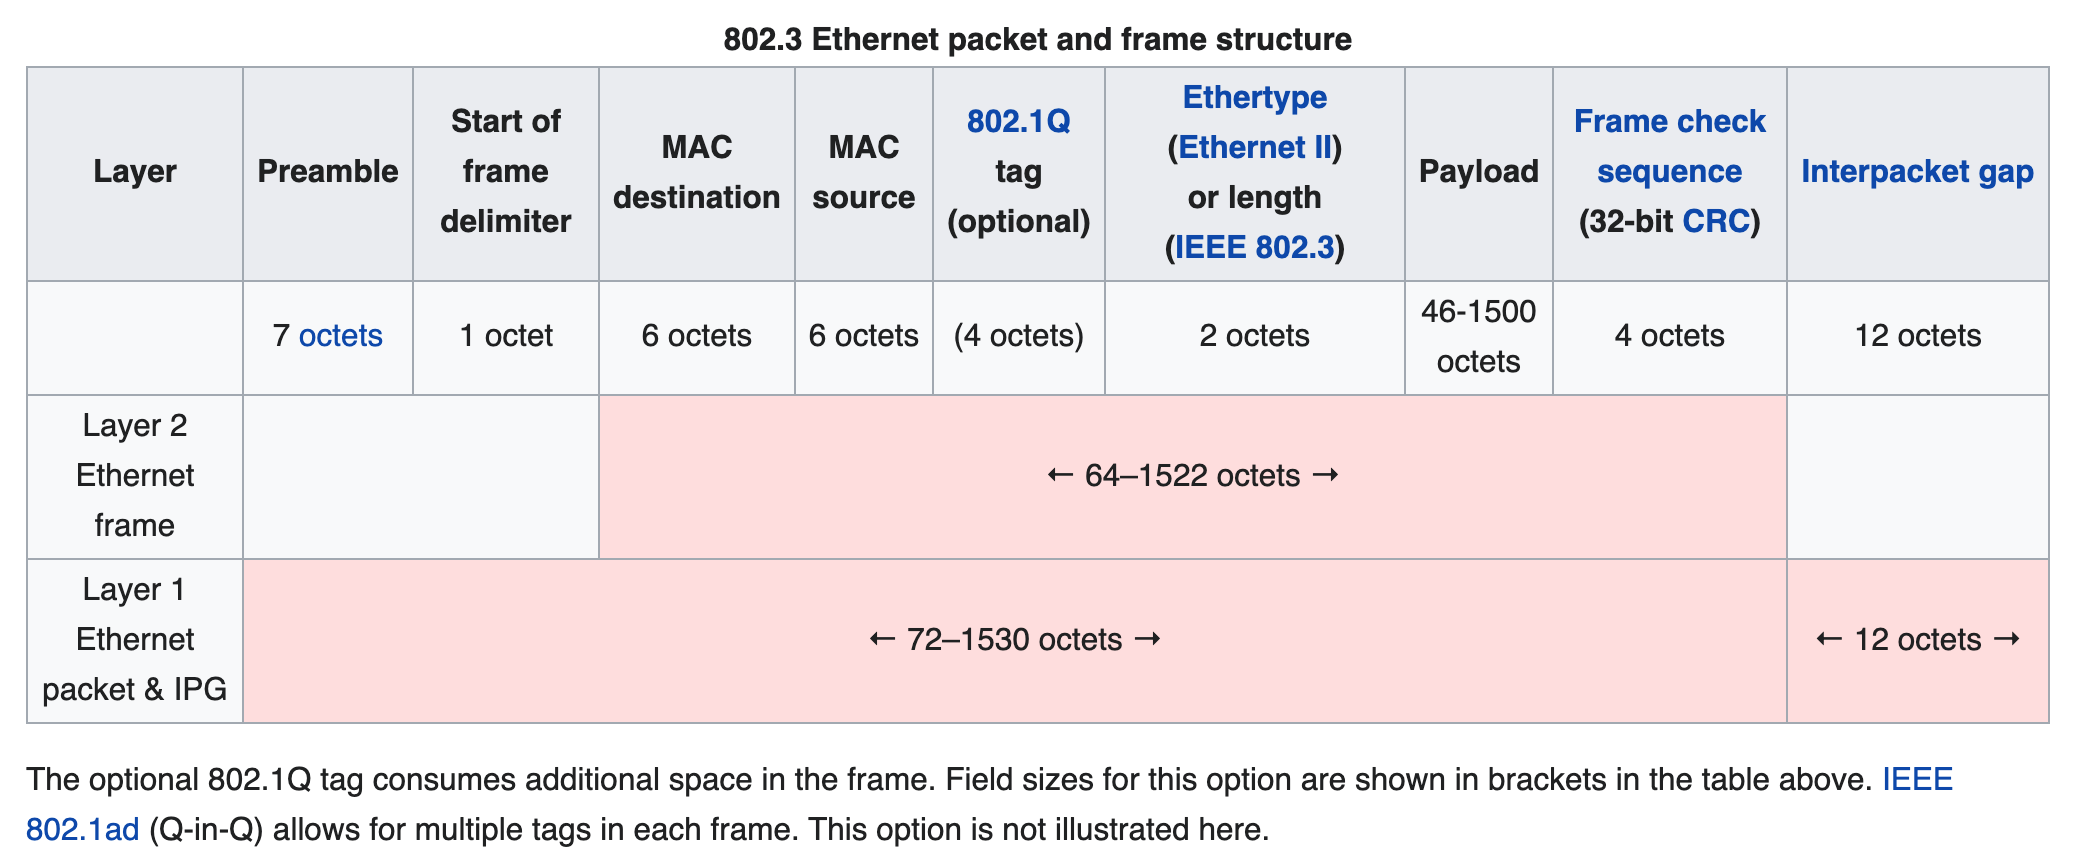 802.3 Ethernet packet and frame structure
Layer
Preamble
Start of
frame
delimiter
MAC
destination
MAC
source
802.1Q
tag
(optional)
Ethertype
(Ethernet II)
or length
(IEEE 802.3)
Payload
Frame check
sequence
(32-bit CRC)
Interpacket gap
7 octets
1 octet
6 octets
6 octets
(4 octets)
2 octets
46-1500
octets
4 octets
12 octets
Layer 2
Ethernet
frame
← 64–1522 octets →
Layer 1
Ethernet
packet & IPG
← 72–1530 octets →
← 12 octets →
The optional 802.1Q tag consumes additional space in the frame. Field sizes for this option are shown in brackets in the table above. IEEE
802.1ad (Q-in-Q) allows for multiple tags in each frame. This option is not illustrated here.